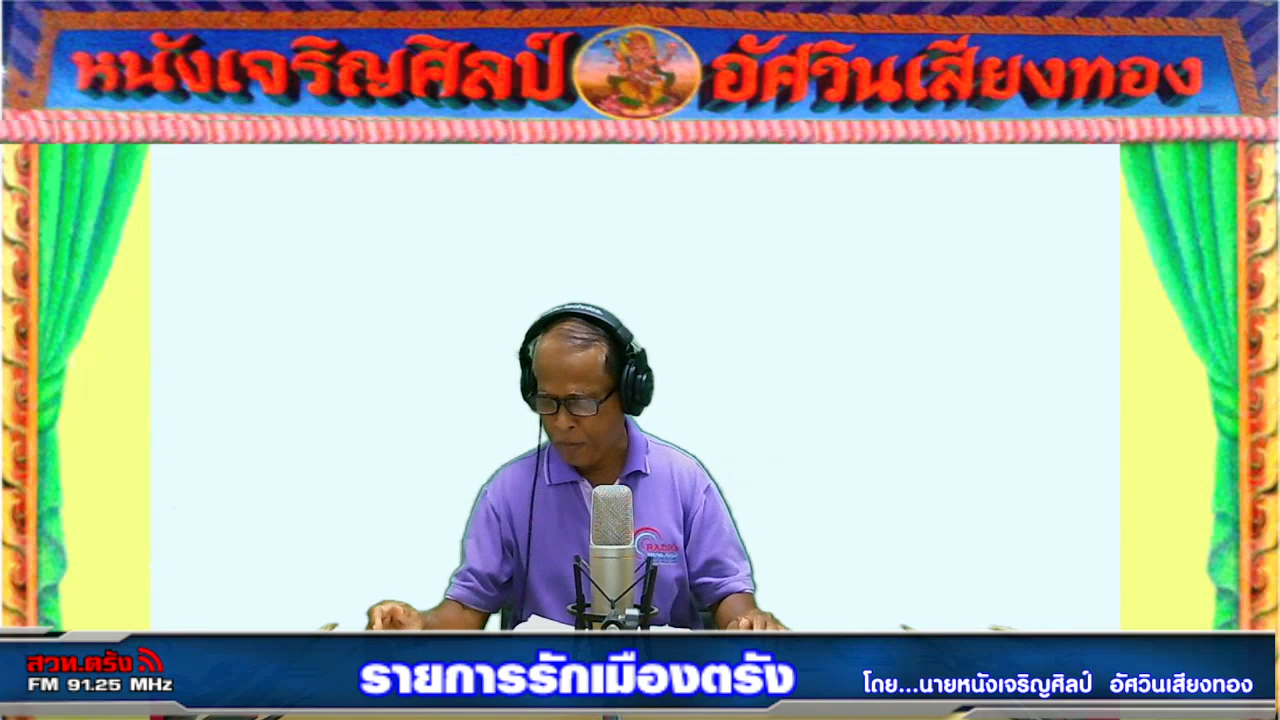 หนังเจริญศิลป์ อัศวินเสียงทอง
RADIO
สวท.ตรัง
FM 91.25 MHz
รายการรักเมืองตรัง
โดย...นายหนังเจริญศิลป์ อัศวินเสียงทอง